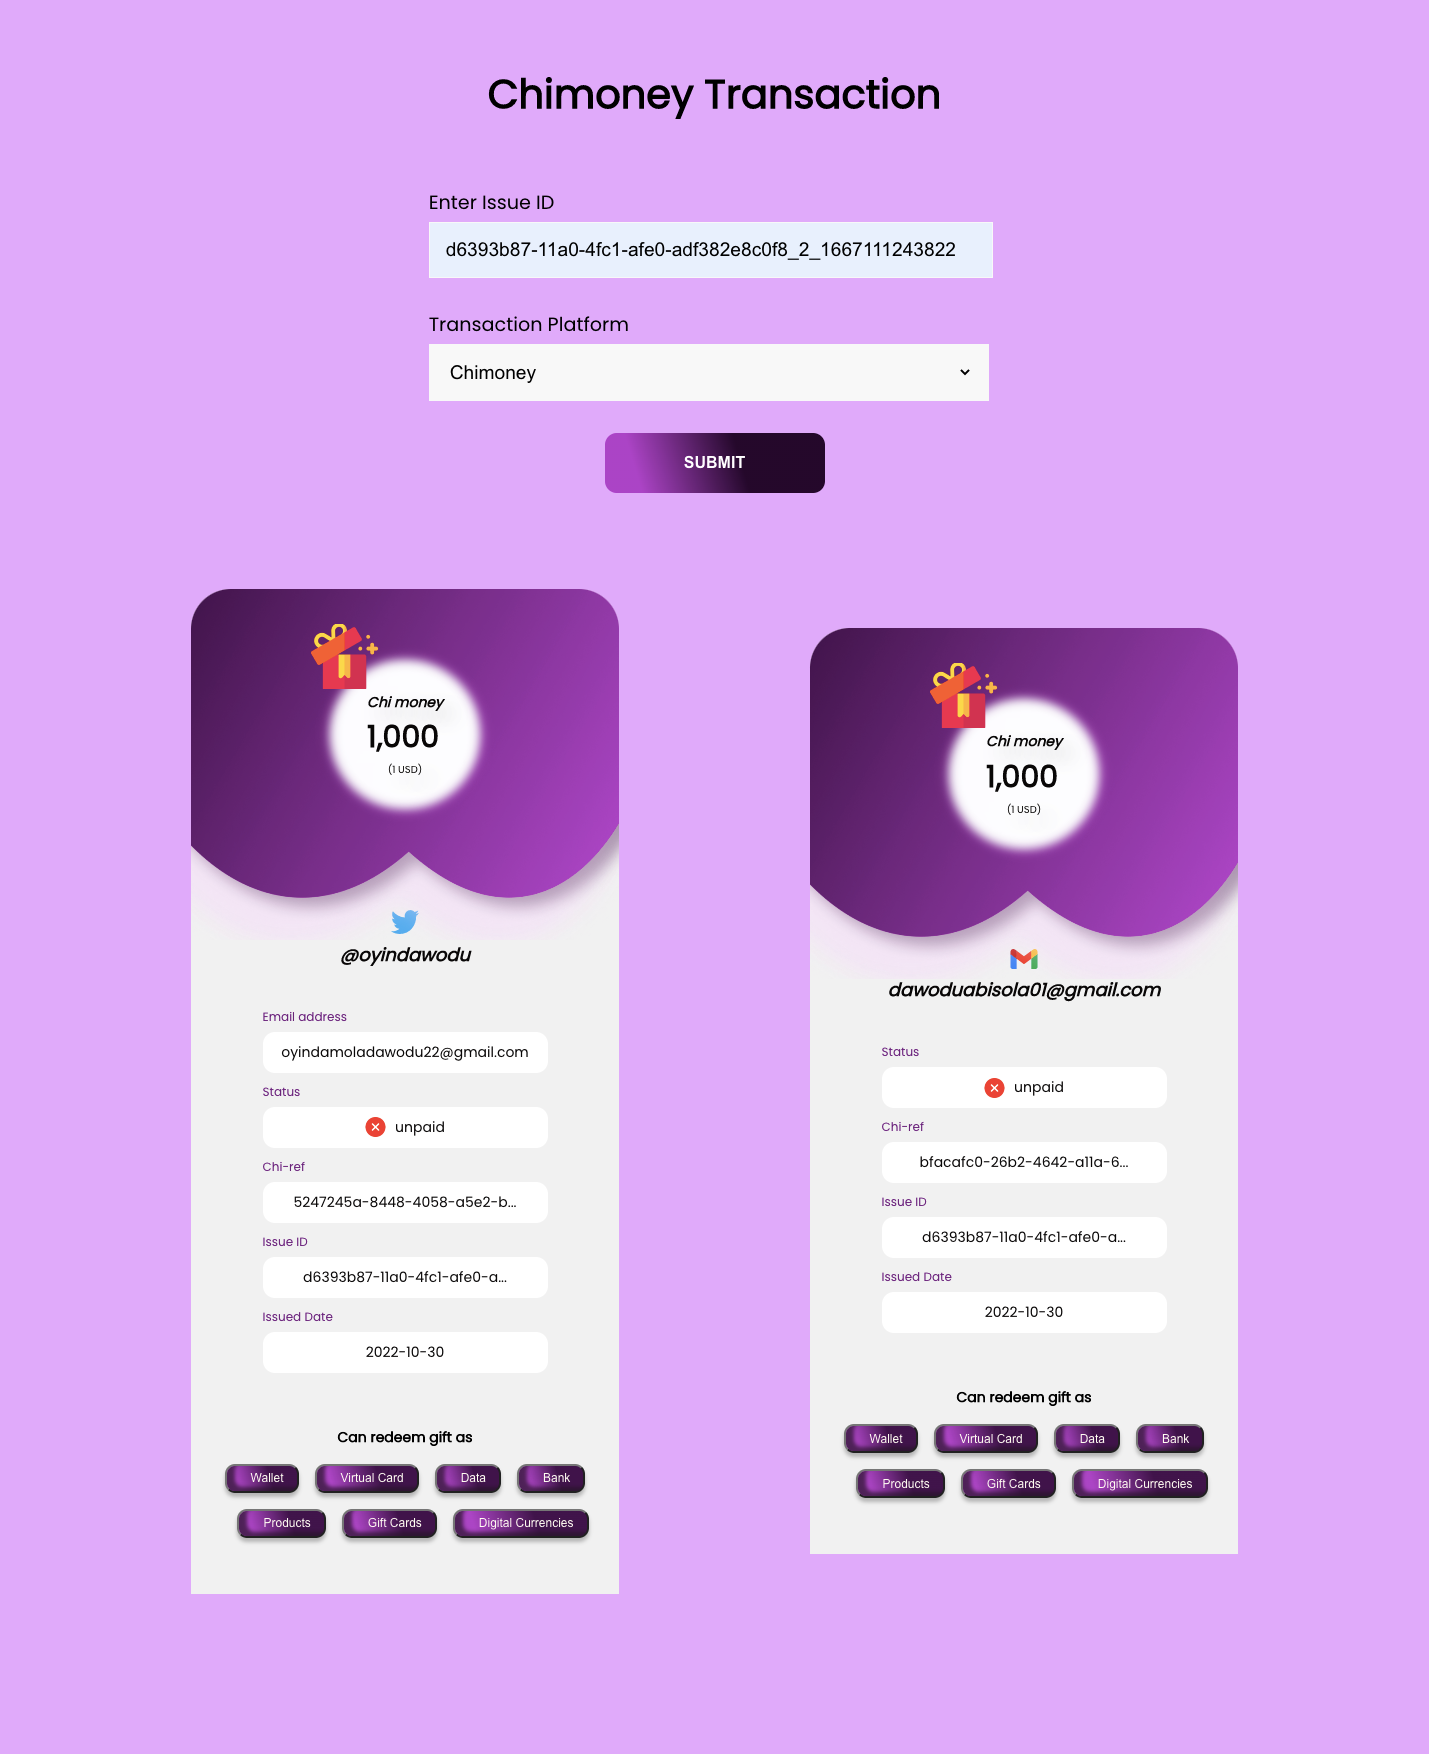 Chimoney Transaction
Enter Issue ID
d6393b87-11a0-4fc1-afe0-adf382e8c0f8_2_1667111243822
Transaction Platform
Chimoney
SUBMIT
Chi money
1,000
(1 USD)
@oyindawodu
Email address
oyindamoladawodu22@gmail.com
Status
unpaid
Chi-ref
5247245a-8448-4058-a5e2-b...
Issue ID
d6393b87-11a0-4fc1-afe0-a...
Issued Date
2022-10-30
Can redeem gift as
Wallet Virtual Card Data Bank
Products Gift Cards Digital Currencies
Chi money
1,000
(1 USD)
dawoduabisola01@gmail.com
Status
unpaid
Chi-ref
bfacafc0-26b2-4642-a11a-6...
Issue ID
d6393b87-11a0-4fc1-afe0-a...
Issued Date
2022-10-30
Can redeem gift as
Wallet Virtual Card Data Bank
Products Gift Cards Digital Currencies